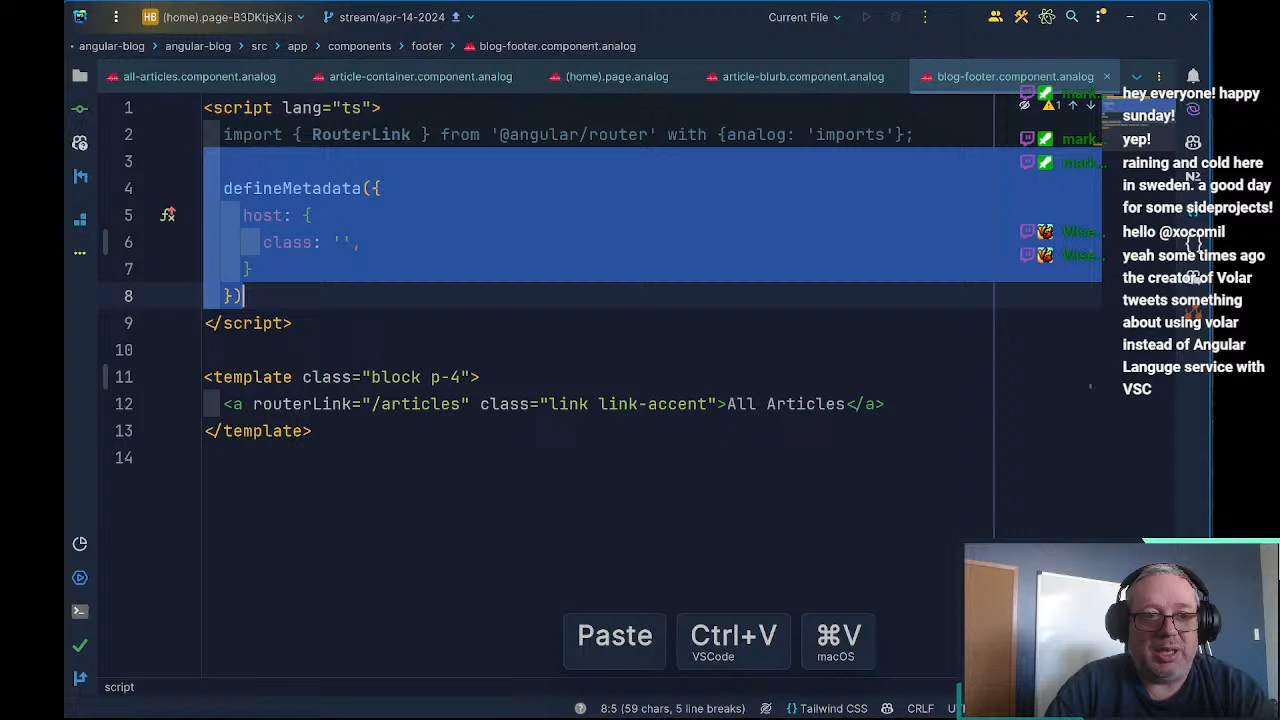 HB (home).page-B3DKtjsX.js stream/apr-14-2024 Current File
angular-blog angular-blog src app components footer blog-footer.component.analog
all-articles.component.analog article-container.component.analog (home).page.analog article-blurb.component.analog blog-footer.component.analog
1 <script lang="ts">
2 import { RouterLink } from '@angular/router' with {analog: 'imports'};
3
4 defineMetadata({
5 host: {
6 class: '',
7 }
8 })
9 </script>
10
11 <template class="block p-4">
12 <a routerLink="/articles" class="link link-accent">All Articles</a>
13 </template>
14
1
mark... hey everyone! happy
sunday!
mark... yep!
mark... raining and cold here
in sweden. a good day
for some sideprojects!
Wise... hello @xocomil
Wise... yeah some times ago
the creator of Volar
tweets something
about using volar
instead of Angular
Languge service with
VSC
Paste Ctrl+V ⌘V
VSCode macOS
script
8:5 (59 chars, 5 line breaks) Tailwind CSS CRLF